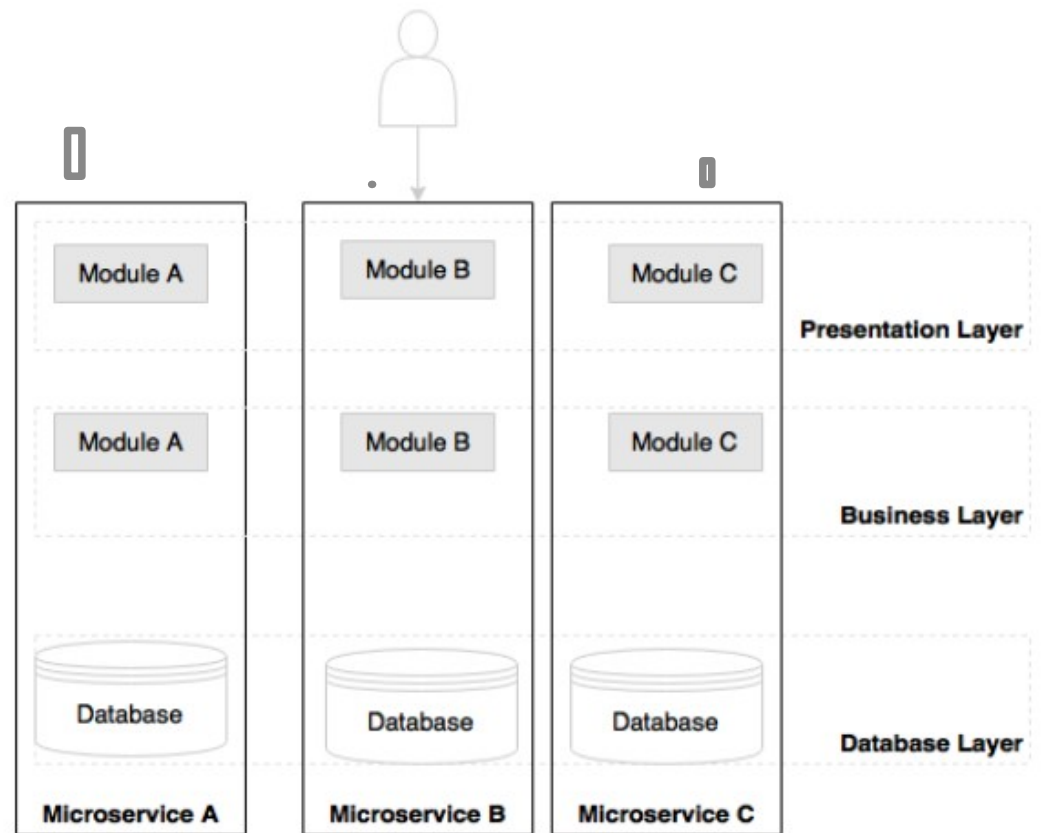 Module A
Module B
Module C
Presentation Layer
Module A
Module B
Module C
Business Layer
Database
Database
Database
Database Layer
Microservice A
Microservice B
Microservice C